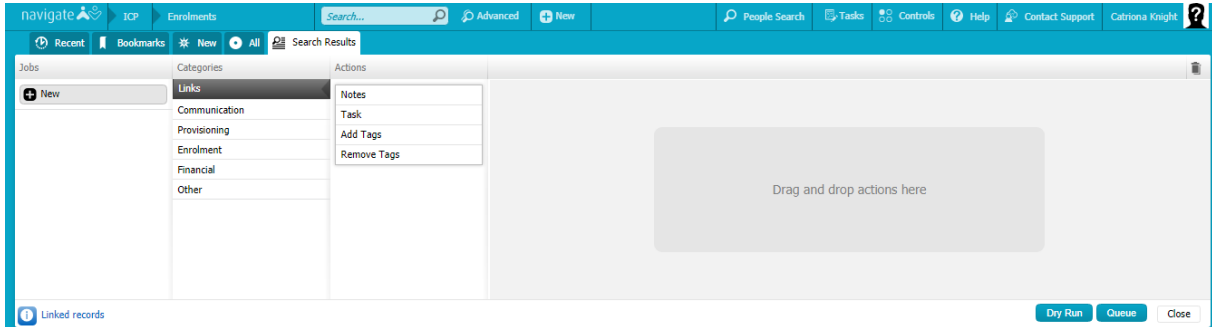 navigate ICP Enrolments Search... Advanced New People Search Tasks Controls Help Contact Support Catriona Knight
Recent Bookmarks New All Search Results
Jobs Categories Actions
New Links Notes
Communication Task
Provisioning Add Tags
Enrolment Remove Tags
Financial
Other Drag and drop actions here
Linked records Dry Run Queue Close